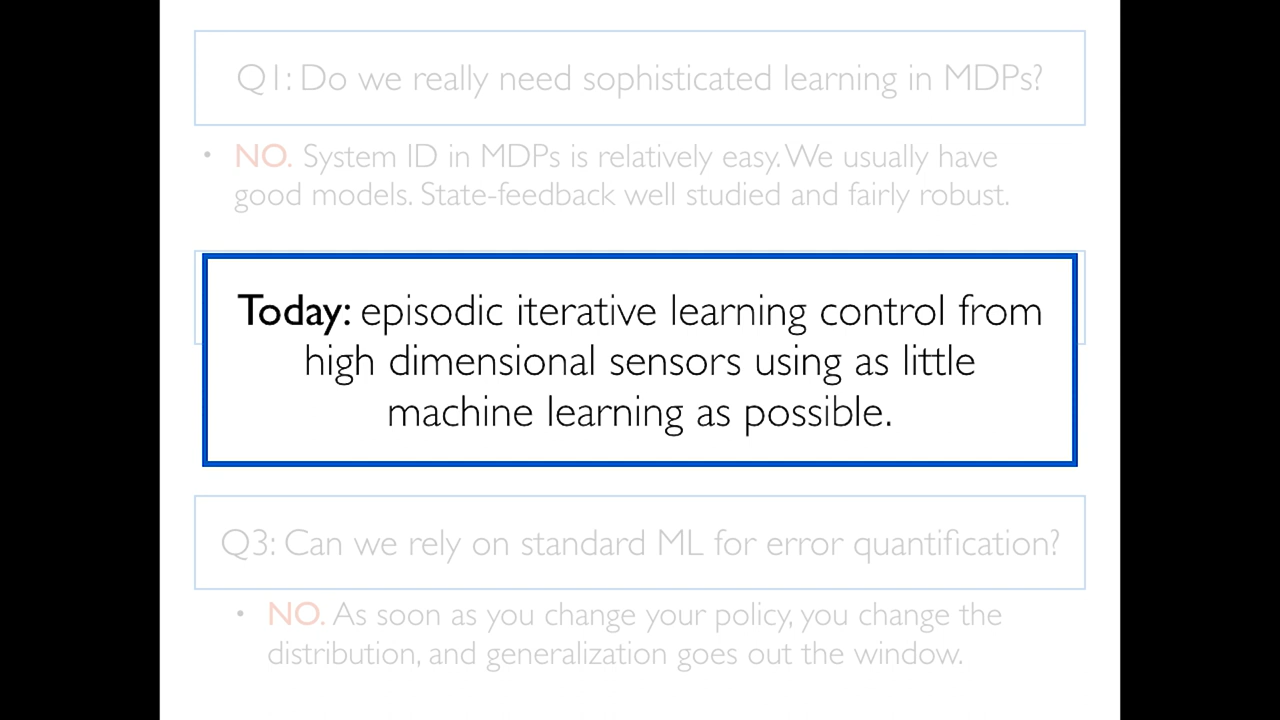 Q1: Do we really need sophisticated learning in MDPs?
• NO. System ID in MDPs is relatively easy. We usually have
good models. State-feedback well studied and fairly robust.
Today: episodic iterative learning control from
high dimensional sensors using as little
machine learning as possible.
Q3: Can we rely on standard ML for error quantification?
• NO. As soon as you change your policy, you change the
distribution, and generalization goes out the window.